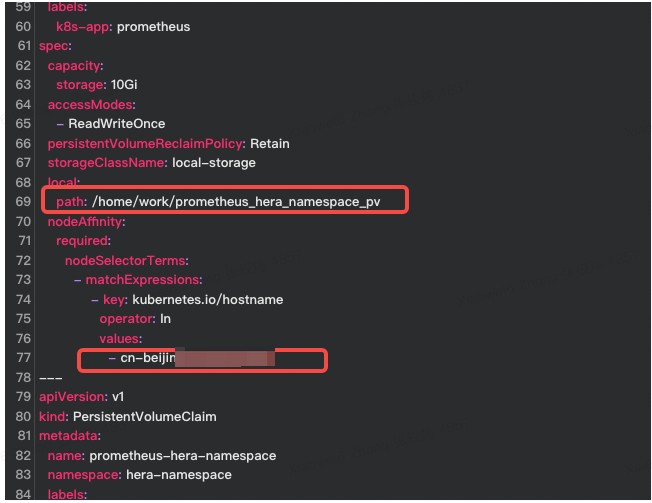 59 labels:
60 k8s-app: prometheus
61 spec:
62 capacity:
63 storage: 10Gi
64 accessModes:
65 - ReadWriteOnce
66 persistentVolumeReclaimPolicy: Retain
67 storageClassName: local-storage
68 local:
69 path: /home/work/prometheus_hera_namespace_pv
70 nodeAffinity:
71 required:
72 nodeSelectorTerms:
73 - matchExpressions:
74 - key: kubernetes.io/hostname
75 operator: In
76 values:
77 - cn-beijin
78 ---
79 apiVersion: v1
80 kind: PersistentVolumeClaim
81 metadata:
82 name: prometheus-hera-namespace
83 namespace: hera-namespace
84 labels: